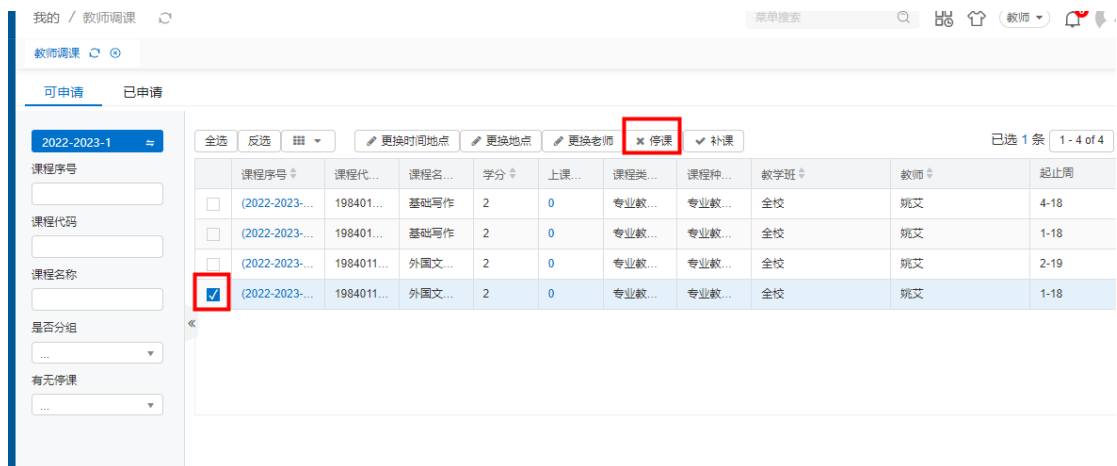 我的 / 教师调课
菜单搜索
教师
教师调课
可申请 已申请
2022-2023-1
课程序号
课程代码
课程名称
是否分组
...
有无停课
...
全选 反选 更换时间地点 更换地点 更换老师 停课 补课 已选 1 条 1 - 4 of 4
课程序号 课程代... 课程名... 学分 上课... 课程类... 课程种... 教学班 教师 起止周
(2022-2023-... 198401... 基础写作 2 0 专业教... 专业教... 全校 姚艾 4-18
(2022-2023-... 198401... 基础写作 2 0 专业教... 专业教... 全校 姚艾 1-18
(2022-2023-... 1984011... 外国文... 2 0 专业教... 专业教... 全校 姚艾 2-19
(2022-2023-... 1984011... 外国文... 2 0 专业教... 专业教... 全校 姚艾 1-18